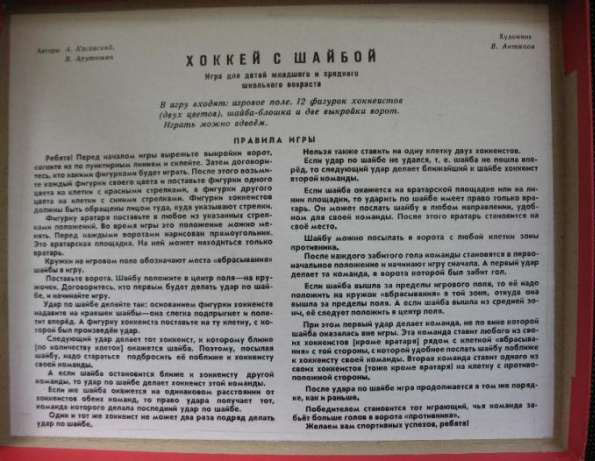 Авторы А. Касавский,
В. Арутюнян
Художник
В. Антипов
ХОККЕЙ С ШАЙБОЙ
Игра для детей младшего и среднего
школьного возраста
В игру входят: игровое поле, 12 фигурок хоккеистов
(двух цветов), шайба-блошка и две выкройки ворот.
Играть можно вдвоём.
ПРАВИЛА ИГРЫ
Ребята! Перед началом игры вырежьте выкройки ворот,
согните их по пунктирным линиям и склейте. Затем договори-
тесь, кто какими фигурками будет играть. После этого возьми-
те каждый фигурки своего цвета и поставьте фигурки одного
цвета на клетки с красными стрелками, а фигурки другого
цвета на клетки с синими стрелками. Фигурки хоккеистов
должны быть обращены лицом туда, куда указывают стрелки.
Фигурку вратаря поставьте в любое из указанных стрел-
ками положений. Во время игры это положение можно ме-
нять. Перед каждыми воротами нарисован прямоугольник.
Это вратарская площадка. На ней может находиться только
вратарь.
Кружки на игровом поле обозначают места «вбрасывания»
шайбы в игру.
Поставьте ворота. Шайбу положите в центр поля—на кру-
жочек. Договоритесь, кто первым будет делать удар по шай-
бе, и начинайте игру.
Удар по шайбе делайте так: основанием фигурки хоккеиста
надавите на краешек шайбы—она слегка подпрыгнет и поле-
тит вперёд. А фигурку хоккеиста поставьте на ту клетку, с ко-
торой был произведён удар.
Следующий удар делает тот хоккеист, к которому ближе
(по количеству клеток) окажется шайба. Поэтому, посылая
шайбу, надо стараться подбросить её поближе к хоккеисту
своей команды.
А если шайба остановится ближе к хоккеисту другой
команды, то удар по шайбе делает хоккеист этой команды.
Если же шайба окажется на одинаковом расстоянии от
хоккеистов обеих команд, то право удара получает тот,
команда которого делала последний удар по шайбе.
Один и тот же хоккеист не может два раза подряд делать
удар по шайбе.
Нельзя также ставить на одну клетку двух хоккеистов.
Если удар по шайбе не удался, т. е. шайба не пошла впе-
рёд, то следующий удар делает ближайший к шайбе хоккеист
второй команды.
Если шайба окажется на вратарской площадке или на ли-
нии площадки, то ударить по шайбе имеет право только вра-
тарь. Он может послать шайбу в любом направлении, удоб-
ном для своей команды. После этого вратарь становится на
своё место.
Шайбу можно посылать в ворота с любой клетки зоны
противника.
После каждого забитого гола команды становятся в перво-
начальное положение и начинают игру сначала. А первый удар
делает та команда, в ворота которой был забит гол.
Если шайба вышла за пределы игрового поля, то её надо
положить на кружок «вбрасывания» в той зоне, откуда она
вышла за пределы поля. А если шайба вышла из средней зо-
ны, её следует положить в центр.
При этом первый удар делает команда, не по вине которой
шайба оказалась вне игры. Эта команда ставит любого из сво-
их хоккеистов (кроме вратаря) рядом с клеткой «вбрасыва-
ния» с той стороны, с которой удобнее послать шайбу поближе
к хоккеисту своей команды. Вторая команда ставит одного из
своих хоккеистов (тоже кроме вратаря) на клетку с противо-
положной стороны.
После удара по шайбе игра продолжается в том же поряд-
ке, как и раньше.
Победителем становится тот играющий, чья команда за-
бьёт больше голов в ворота «противника».
Желаем вам спортивных успехов, ребята!